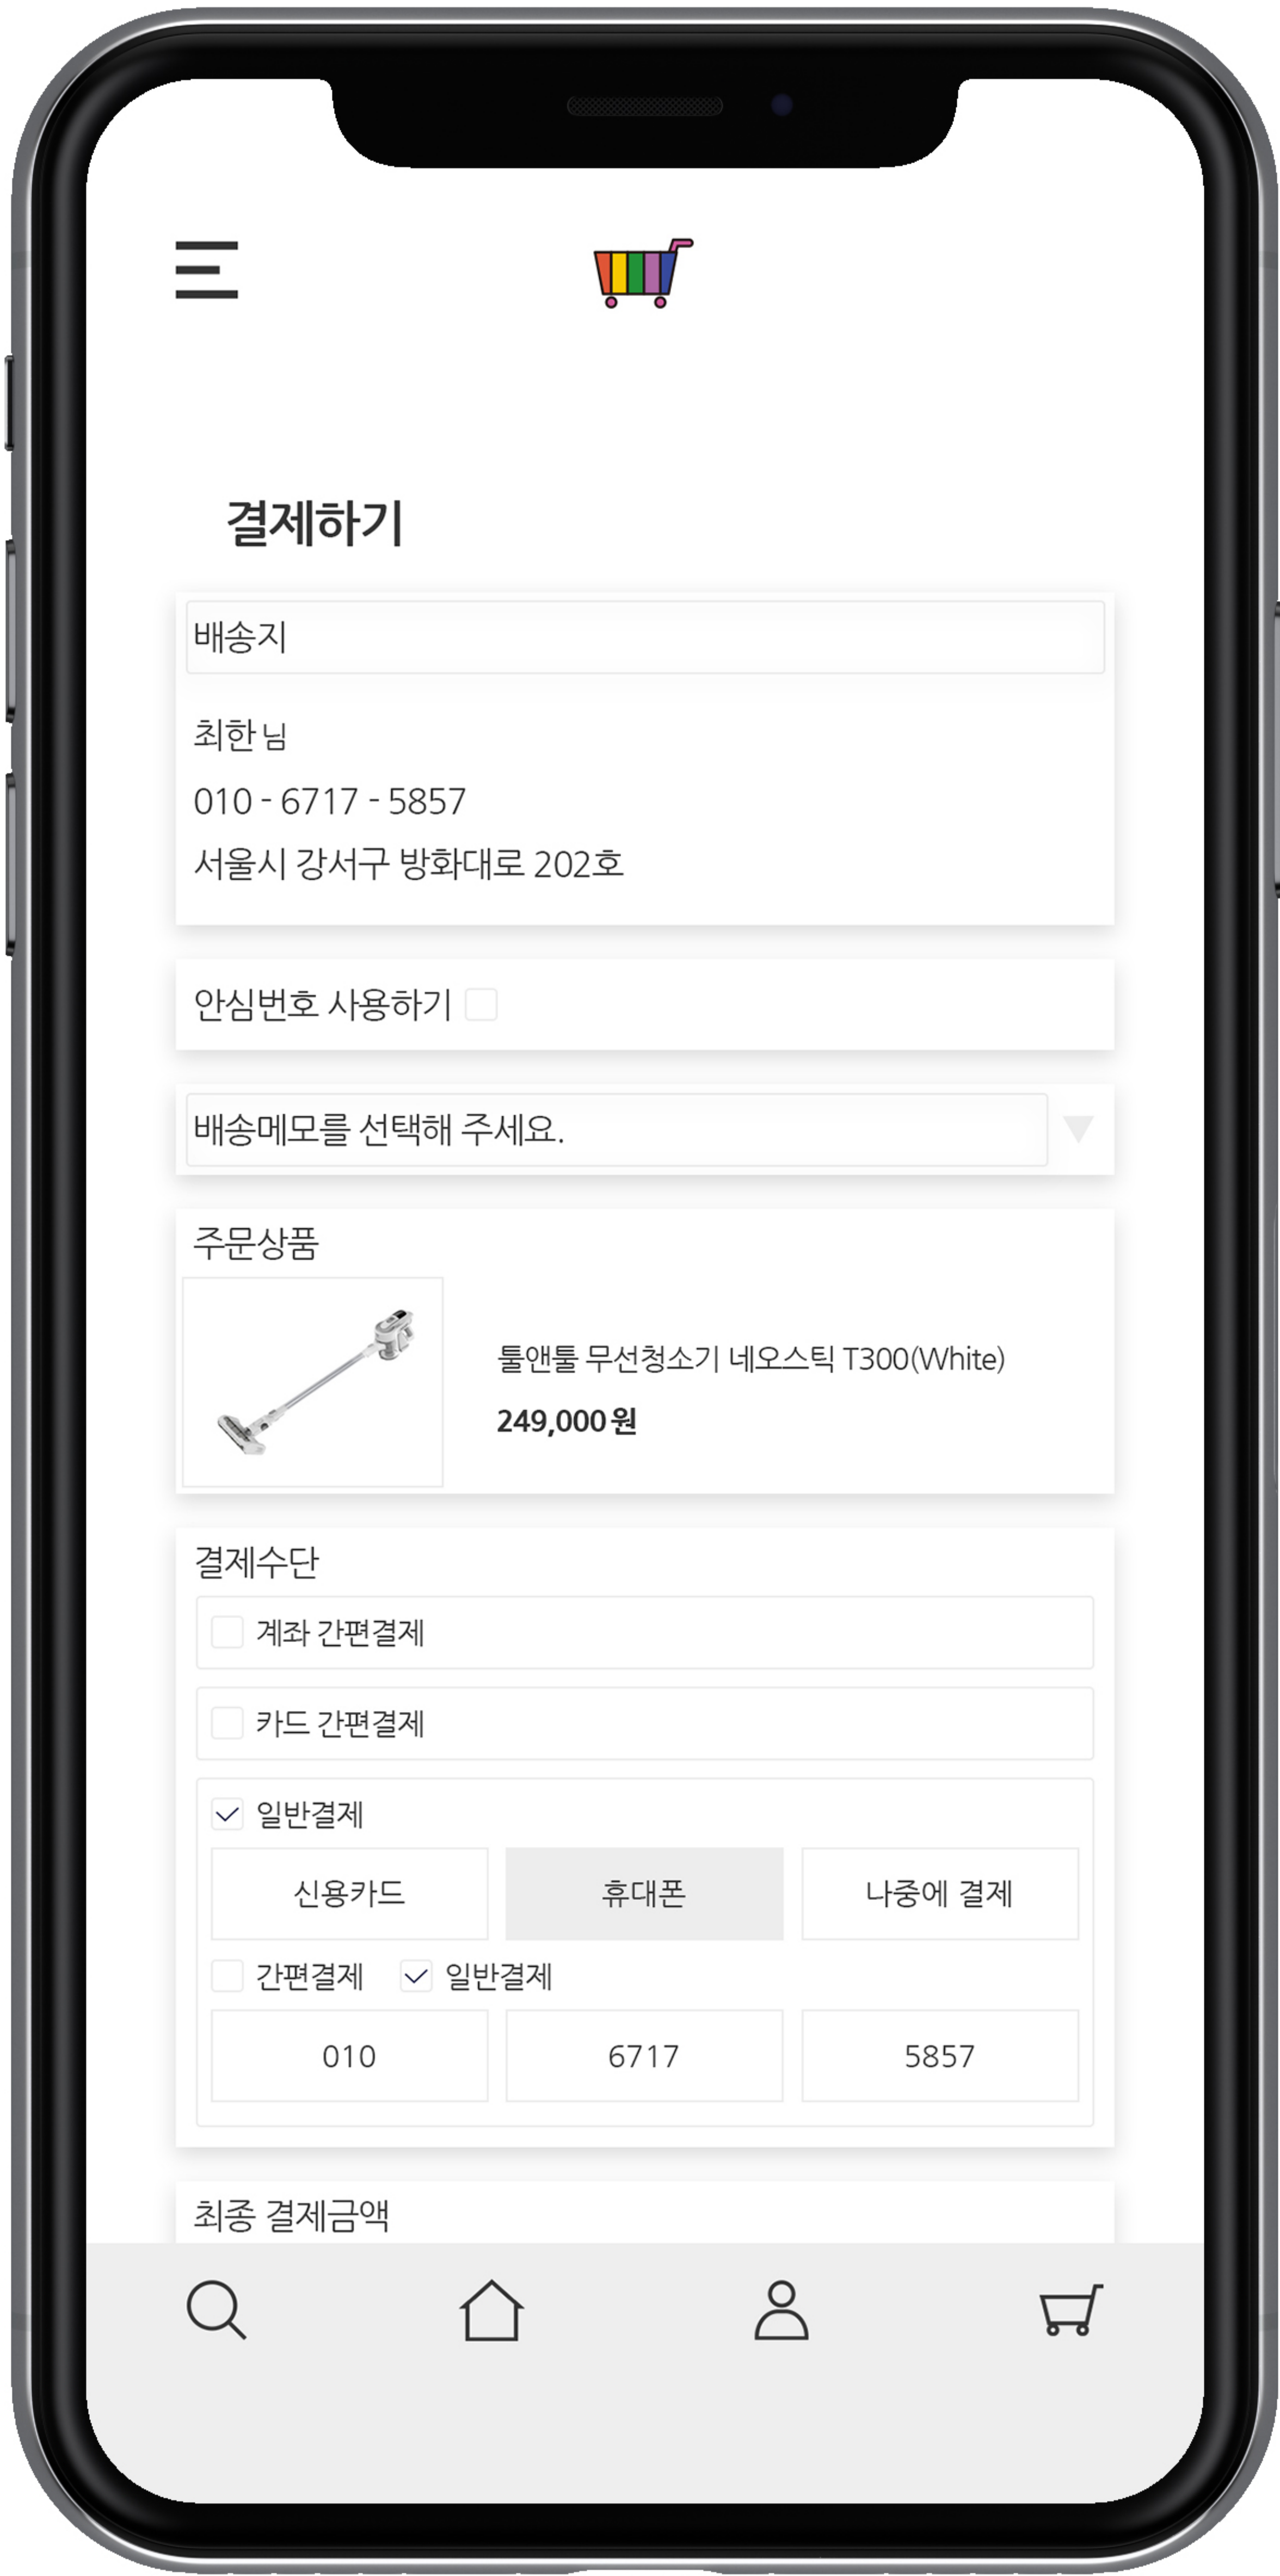 결제하기
배송지
최한 님
010 - 6717 - 5857
서울시 강서구 방화대로 202호
안심번호 사용하기
배송메모를 선택해 주세요.
주문상품
툴앤툴 무선청소기 네오스틱 T300(White)
249,000원
결제수단
계좌 간편결제
카드 간편결제
일반결제
신용카드 휴대폰 나중에 결제
간편결제 일반결제
010 6717 5857
최종 결제금액